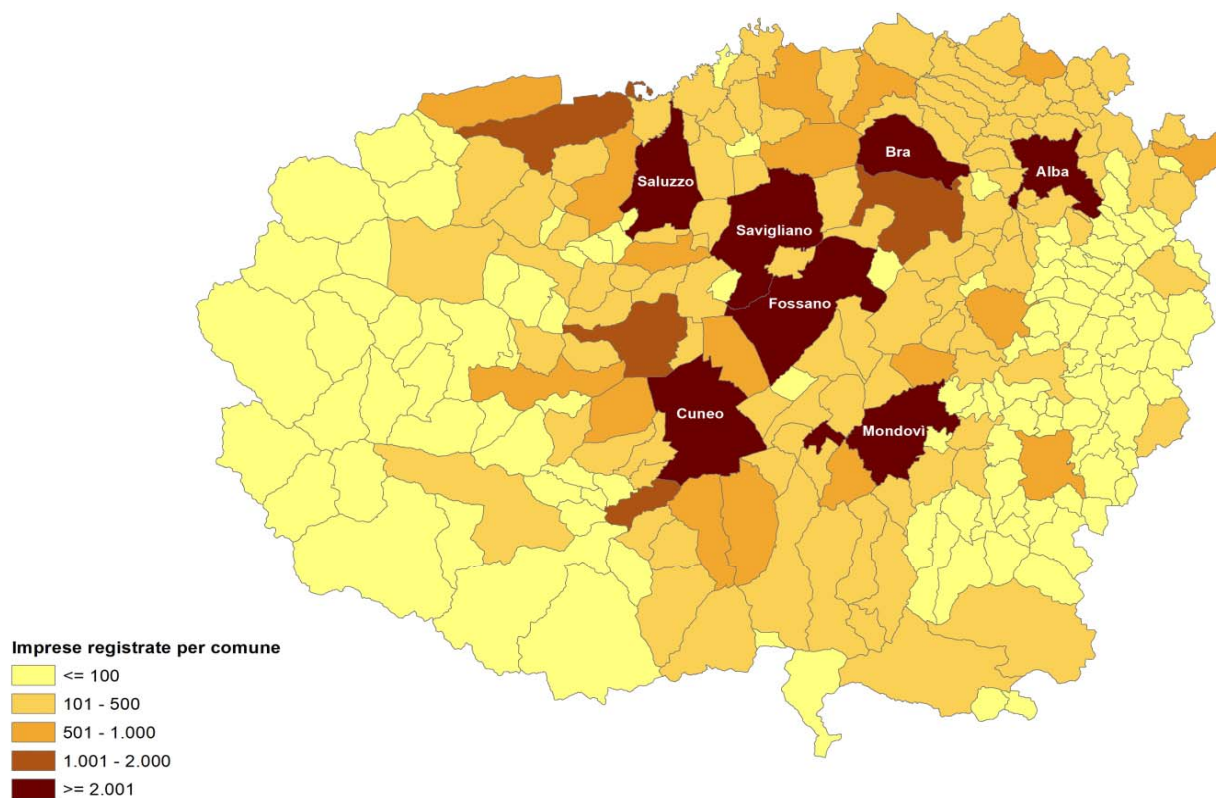 Bra
Alba
Saluzzo
Savigliano
Fossano
Cuneo
Mondovi
Imprese registrate per comune
<= 100
101 - 500
501 - 1.000
1.001 - 2.000
>= 2.001